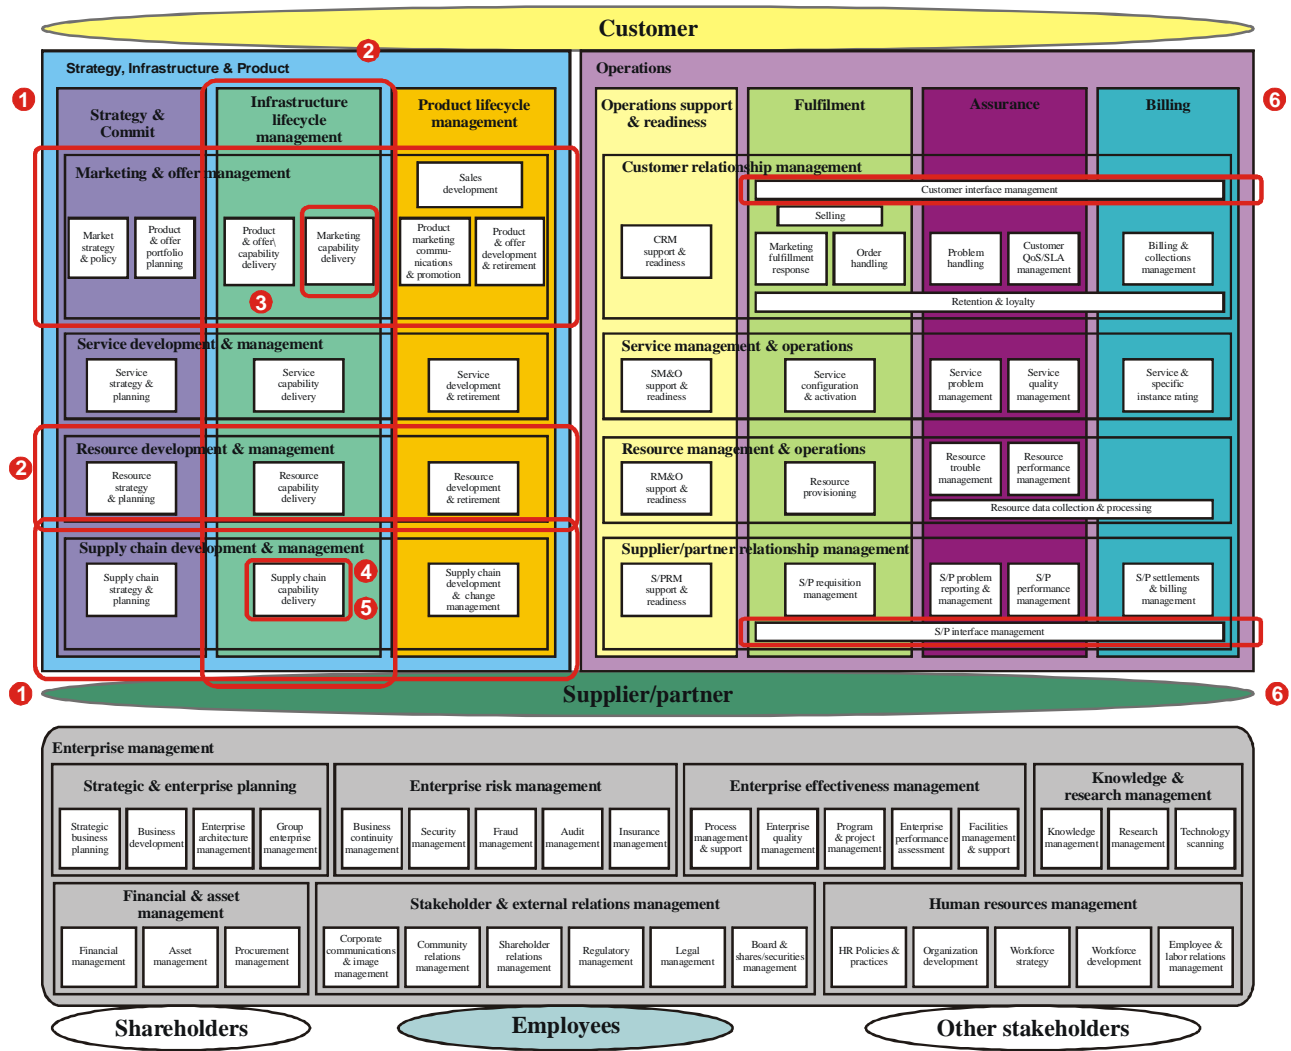 Customer
2
Strategy, Infrastructure & Product
Operations
1
6
Strategy &
Commit
Infrastructure
lifecycle
management
Product lifecycle
management
Operations support
& readiness
Fulfilment
Assurance
Billing
Marketing & offer management
Sales
development
Market
strategy
& policy
Product
& offer
portfolio
planning
Product
& offer\
capability
delivery
Marketing
capability
delivery
Product
marketing
commu-
nications
& promotion
Product
& offer
development
& retirement
3
Customer relationship management
Customer interface management
Selling
CRM
support &
readiness
Marketing
fulfillment
response
Order
handling
Problem
handling
Customer
QoS/SLA
management
Billing &
collections
management
Retention & loyalty
Service development & management
Service
strategy &
planning
Service
capability
delivery
Service
development
& retirement
Service management & operations
SM&O
support &
readiness
Service
configuration
& activation
Service
problem
management
Service
quality
management
Service &
specific
instance rating
2
Resource development & management
Resource
strategy
& planning
Resource
capability
delivery
Resource
development
& retirement
Resource management & operations
RM&O
support &
readiness
Resource
provisioning
Resource
trouble
management
Resource
performance
management
Resource data collection & processing
Supply chain development & management
Supply chain
strategy &
planning
Supply chain
capability
delivery
4
5
Supply chain
development
& change
management
Supplier/partner relationship management
S/PRM
support &
readiness
S/P requisition
management
S/P problem
reporting &
management
S/P
performance
management
S/P settlements
& billing
management
S/P interface management
1
Supplier/partner
6
Enterprise management
Strategic & enterprise planning
Strategic
business
planning
Business
development
Enterprise
architecture
management
Group
enterprise
management
Enterprise risk management
Business
continuity
management
Security
management
Fraud
management
Audit
management
Insurance
management
Enterprise effectiveness management
Process
management
& support
Enterprise
quality
management
Program
& project
management
Enterprise
performance
assessment
Facilities
management
& support
Knowledge &
research management
Knowledge
management
Research
management
Technology
scanning
Financial & asset
management
Financial
management
Asset
management
Procurement
management
Stakeholder & external relations management
Corporate
communications
& image
management
Community
relations
management
Shareholder
relations
management
Regulatory
management
Legal
management
Board &
shares/securities
management
Human resources management
HR Policies &
practices
Organization
development
Workforce
strategy
Workforce
development
Employee &
labor relations
management
Shareholders
Employees
Other stakeholders